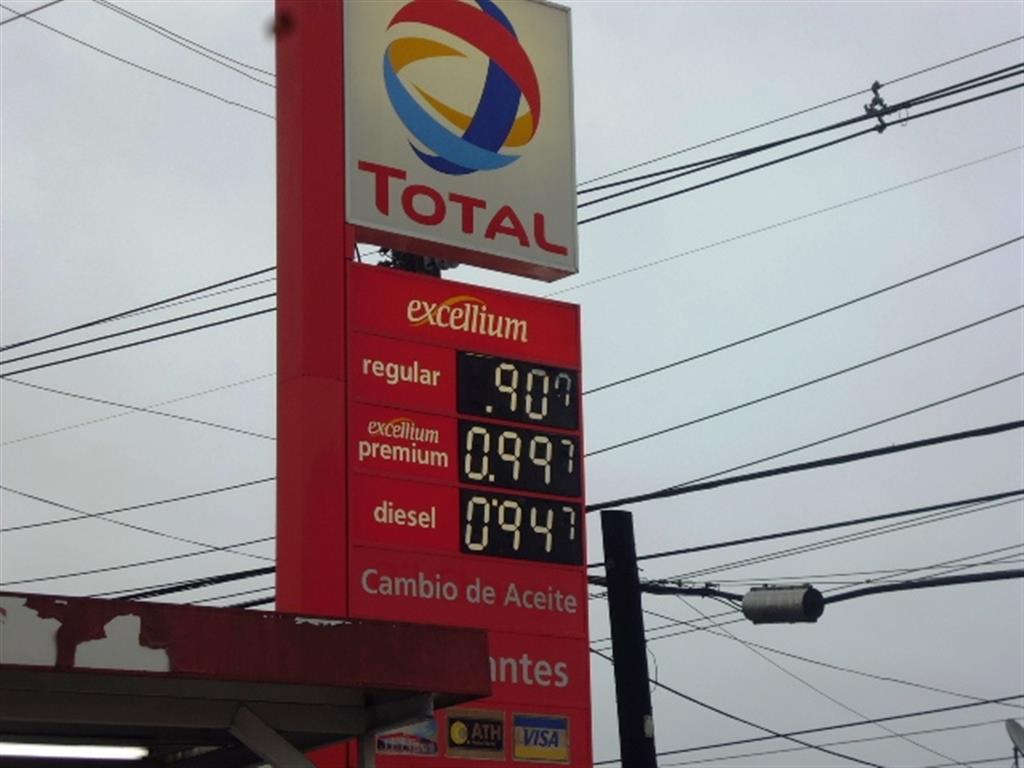 TOTAL
excellium
regular .907
excellium
premium 0.997
diesel 0.947
Cambio de Aceite
ntes
ATH
VISA